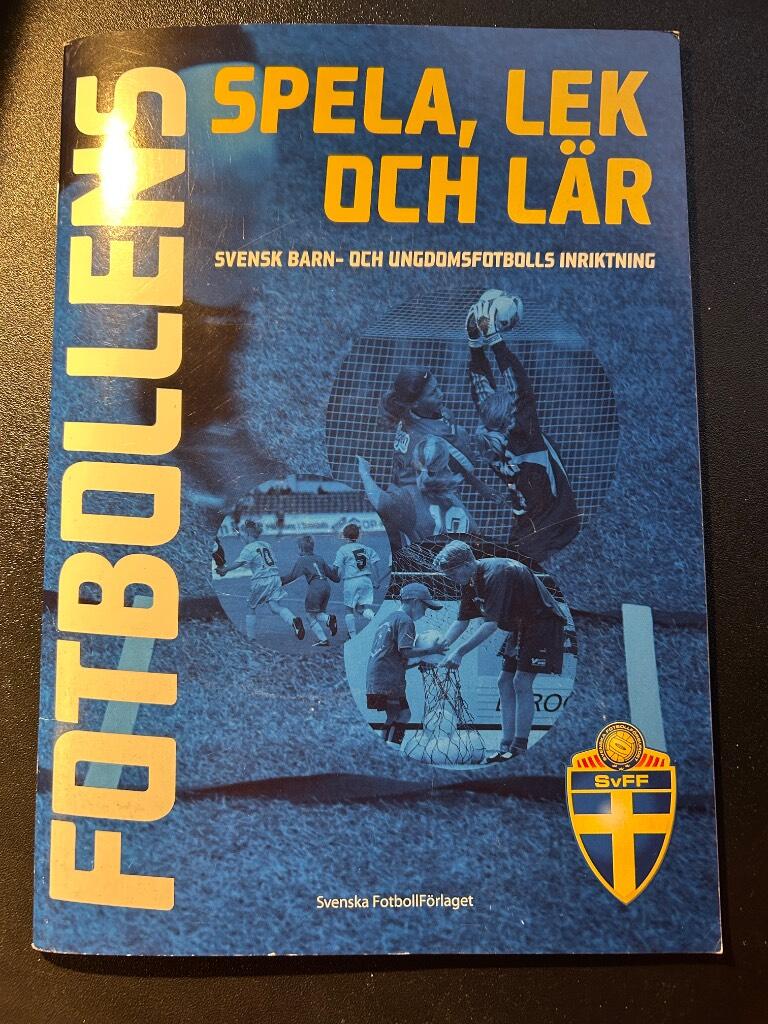 FOTBOLLENS
SPELA, LEK
OCH LÄR
SVENSK BARN- OCH UNGDOMSFOTBOLLS INRIKTNING
10
5
SvFF
Svenska FotbollFörlaget